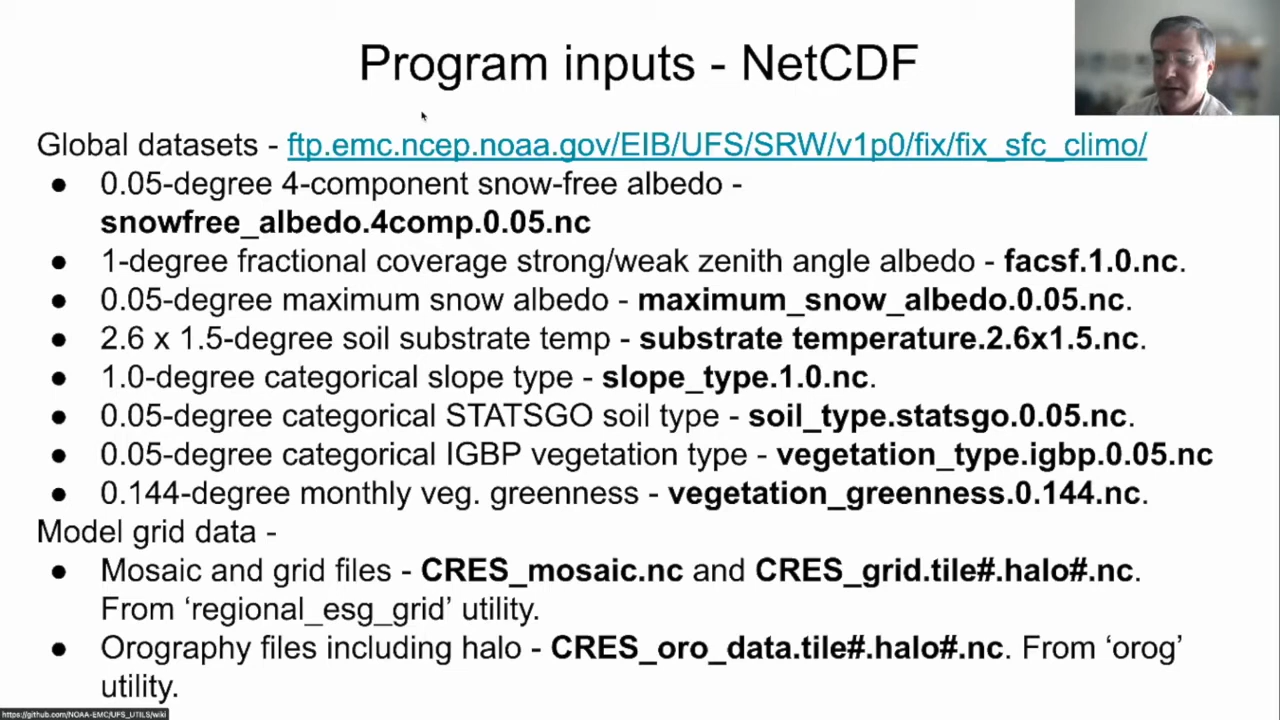 Program inputs - NetCDF
Global datasets - ftp.emc.ncep.noaa.gov/EIB/UFS/SRW/v1p0/fix/fix_sfc_climo/
● 0.05-degree 4-component snow-free albedo -
snowfree_albedo.4comp.0.05.nc
● 1-degree fractional coverage strong/weak zenith angle albedo - facsf.1.0.nc.
● 0.05-degree maximum snow albedo - maximum_snow_albedo.0.05.nc.
● 2.6 x 1.5-degree soil substrate temp - substrate temperature.2.6x1.5.nc.
● 1.0-degree categorical slope type - slope_type.1.0.nc.
● 0.05-degree categorical STATSGO soil type - soil_type.statsgo.0.05.nc.
● 0.05-degree categorical IGBP vegetation type - vegetation_type.igbp.0.05.nc
● 0.144-degree monthly veg. greenness - vegetation_greenness.0.144.nc.
Model grid data -
● Mosaic and grid files - CRES_mosaic.nc and CRES_grid.tile#.halo#.nc.
From ‘regional_esg_grid’ utility.
● Orography files including halo - CRES_oro_data.tile#.halo#.nc. From ‘orog’
utility.
https://github.com/NOAA-EMC/UFS_UTILS/wiki